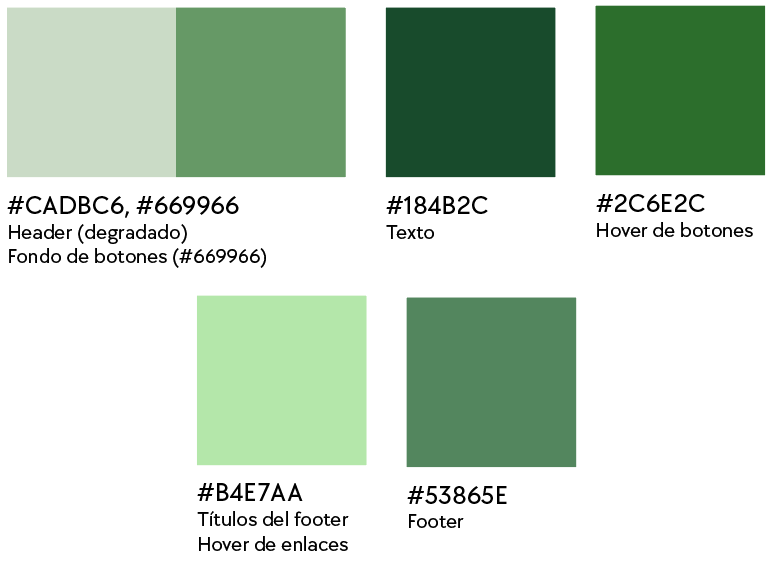 #CADBC6, #669966
Header (degradado)
Fondo de botones (#669966)
#184B2C
Texto
#2C6E2C
Hover de botones
#B4E7AA
Títulos del footer
Hover de enlaces
#53865E
Footer